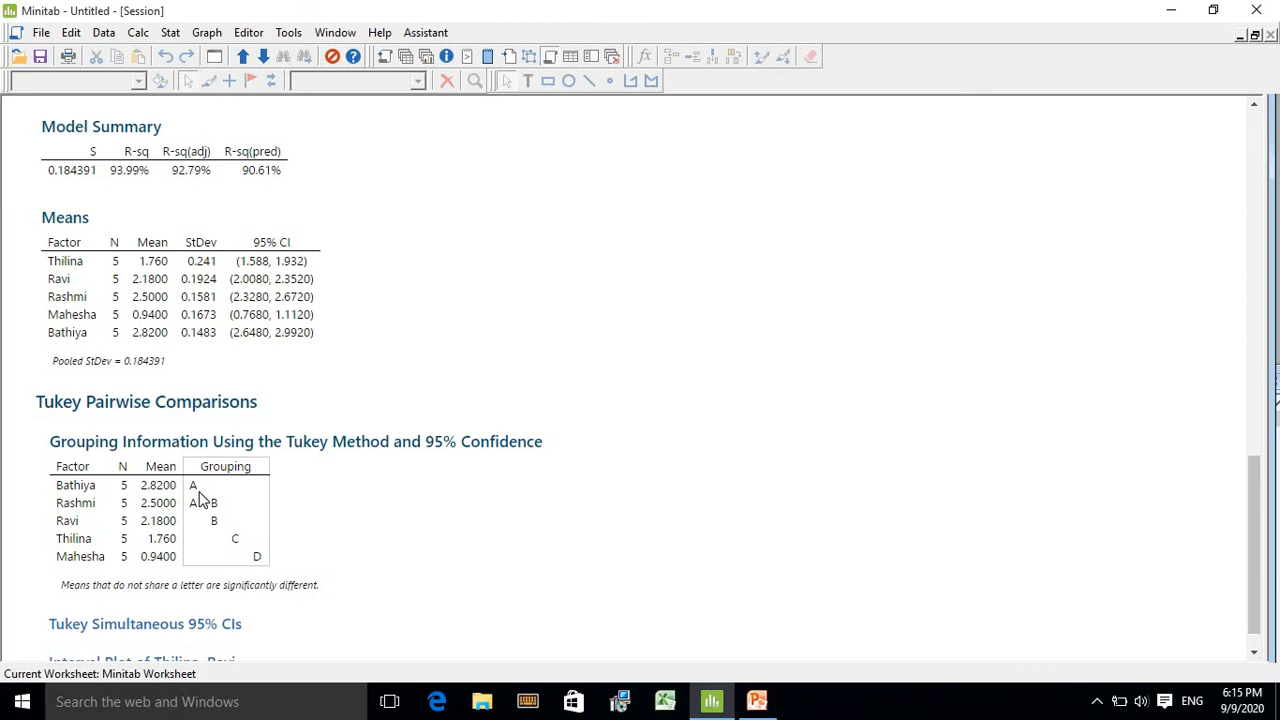 Minitab - Untitled - [Session]
File Edit Data Calc Stat Graph Editor Tools Window Help Assistant
Model Summary
S R-sq R-sq(adj) R-sq(pred)
0.184391 93.99% 92.79% 90.61%
Means
Factor N Mean StDev 95% CI
Thilina 5 1.760 0.241 (1.588, 1.932)
Ravi 5 2.1800 0.1924 (2.0080, 2.3520)
Rashmi 5 2.5000 0.1581 (2.3280, 2.6720)
Mahesha 5 0.9400 0.1673 (0.7680, 1.1120)
Bathiya 5 2.8200 0.1483 (2.6480, 2.9920)
Pooled StDev = 0.184391
Tukey Pairwise Comparisons
Grouping Information Using the Tukey Method and 95% Confidence
Factor N Mean Grouping
Bathiya 5 2.8200 A
Rashmi 5 2.5000 A B
Ravi 5 2.1800 B
Thilina 5 1.760 C
Mahesha 5 0.9400 D
Means that do not share a letter are significantly different.
Tukey Simultaneous 95% CIs
Interval Plot of Thilina, Ravi, ...
Current Worksheet: Minitab Worksheet
Search the web and Windows
ENG
6:15 PM
9/9/2020